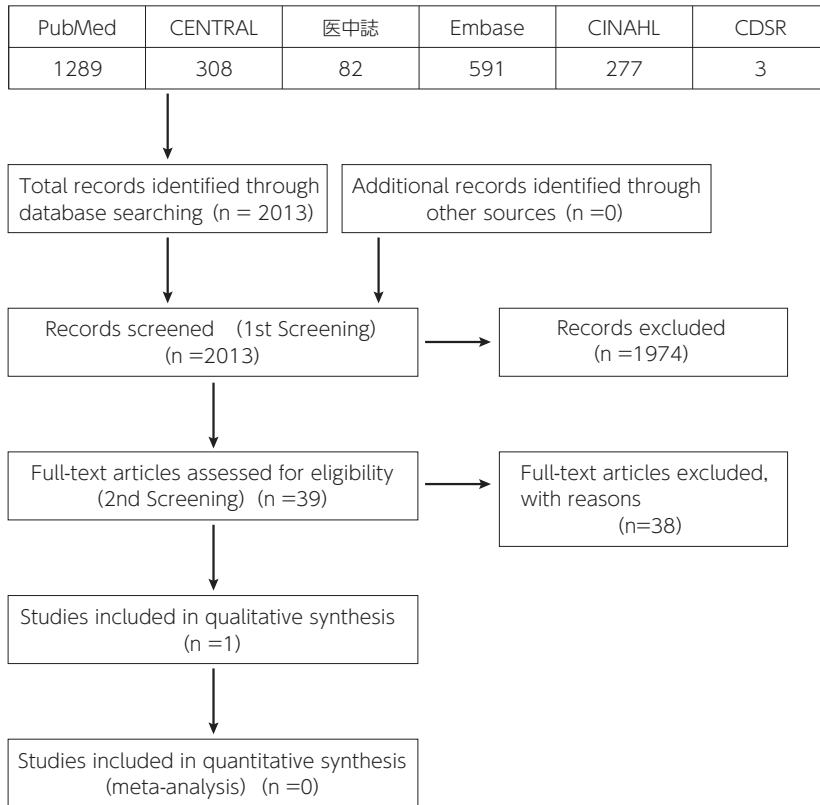 PubMed CENTRAL 医中誌 Embase CINAHL CDSR
1289 308 82 591 277 3
Total records identified through
database searching (n = 2013)
Additional records identified through
other sources (n =0)
Records screened (1st Screening)
(n =2013)
Records excluded
(n =1974)
Full-text articles assessed for eligibility
(2nd Screening) (n =39)
Full-text articles excluded,
with reasons
(n=38)
Studies included in qualitative synthesis
(n =1)
Studies included in quantitative synthesis
(meta-analysis) (n =0)